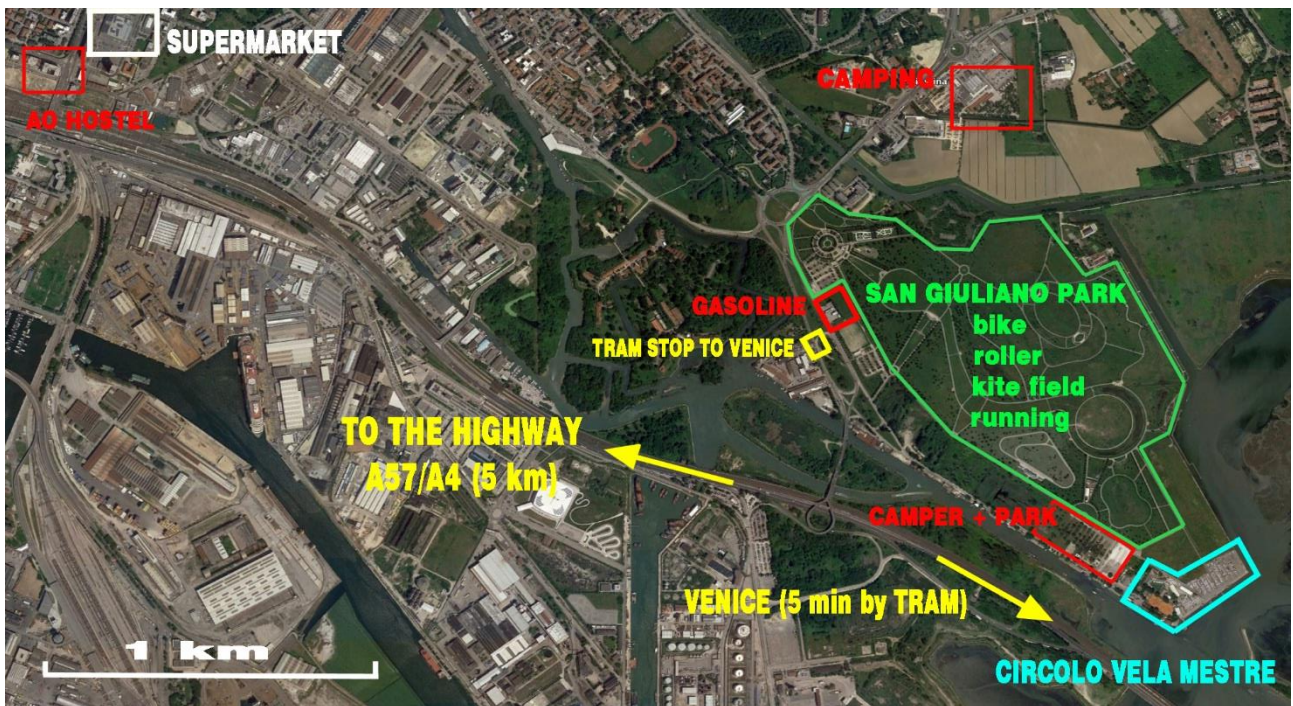 SUPERMARKET
AO HOSTEL
CAMPING
SAN GIULIANO PARK
bike
roller
kite field
running
GASOLINE
TRAM STOP TO VENICE
TO THE HIGHWAY
A57/A4 (5 km)
CAMPER + PARK
VENICE (5 min by TRAM)
1 km
CIRCOLO VELA MESTRE